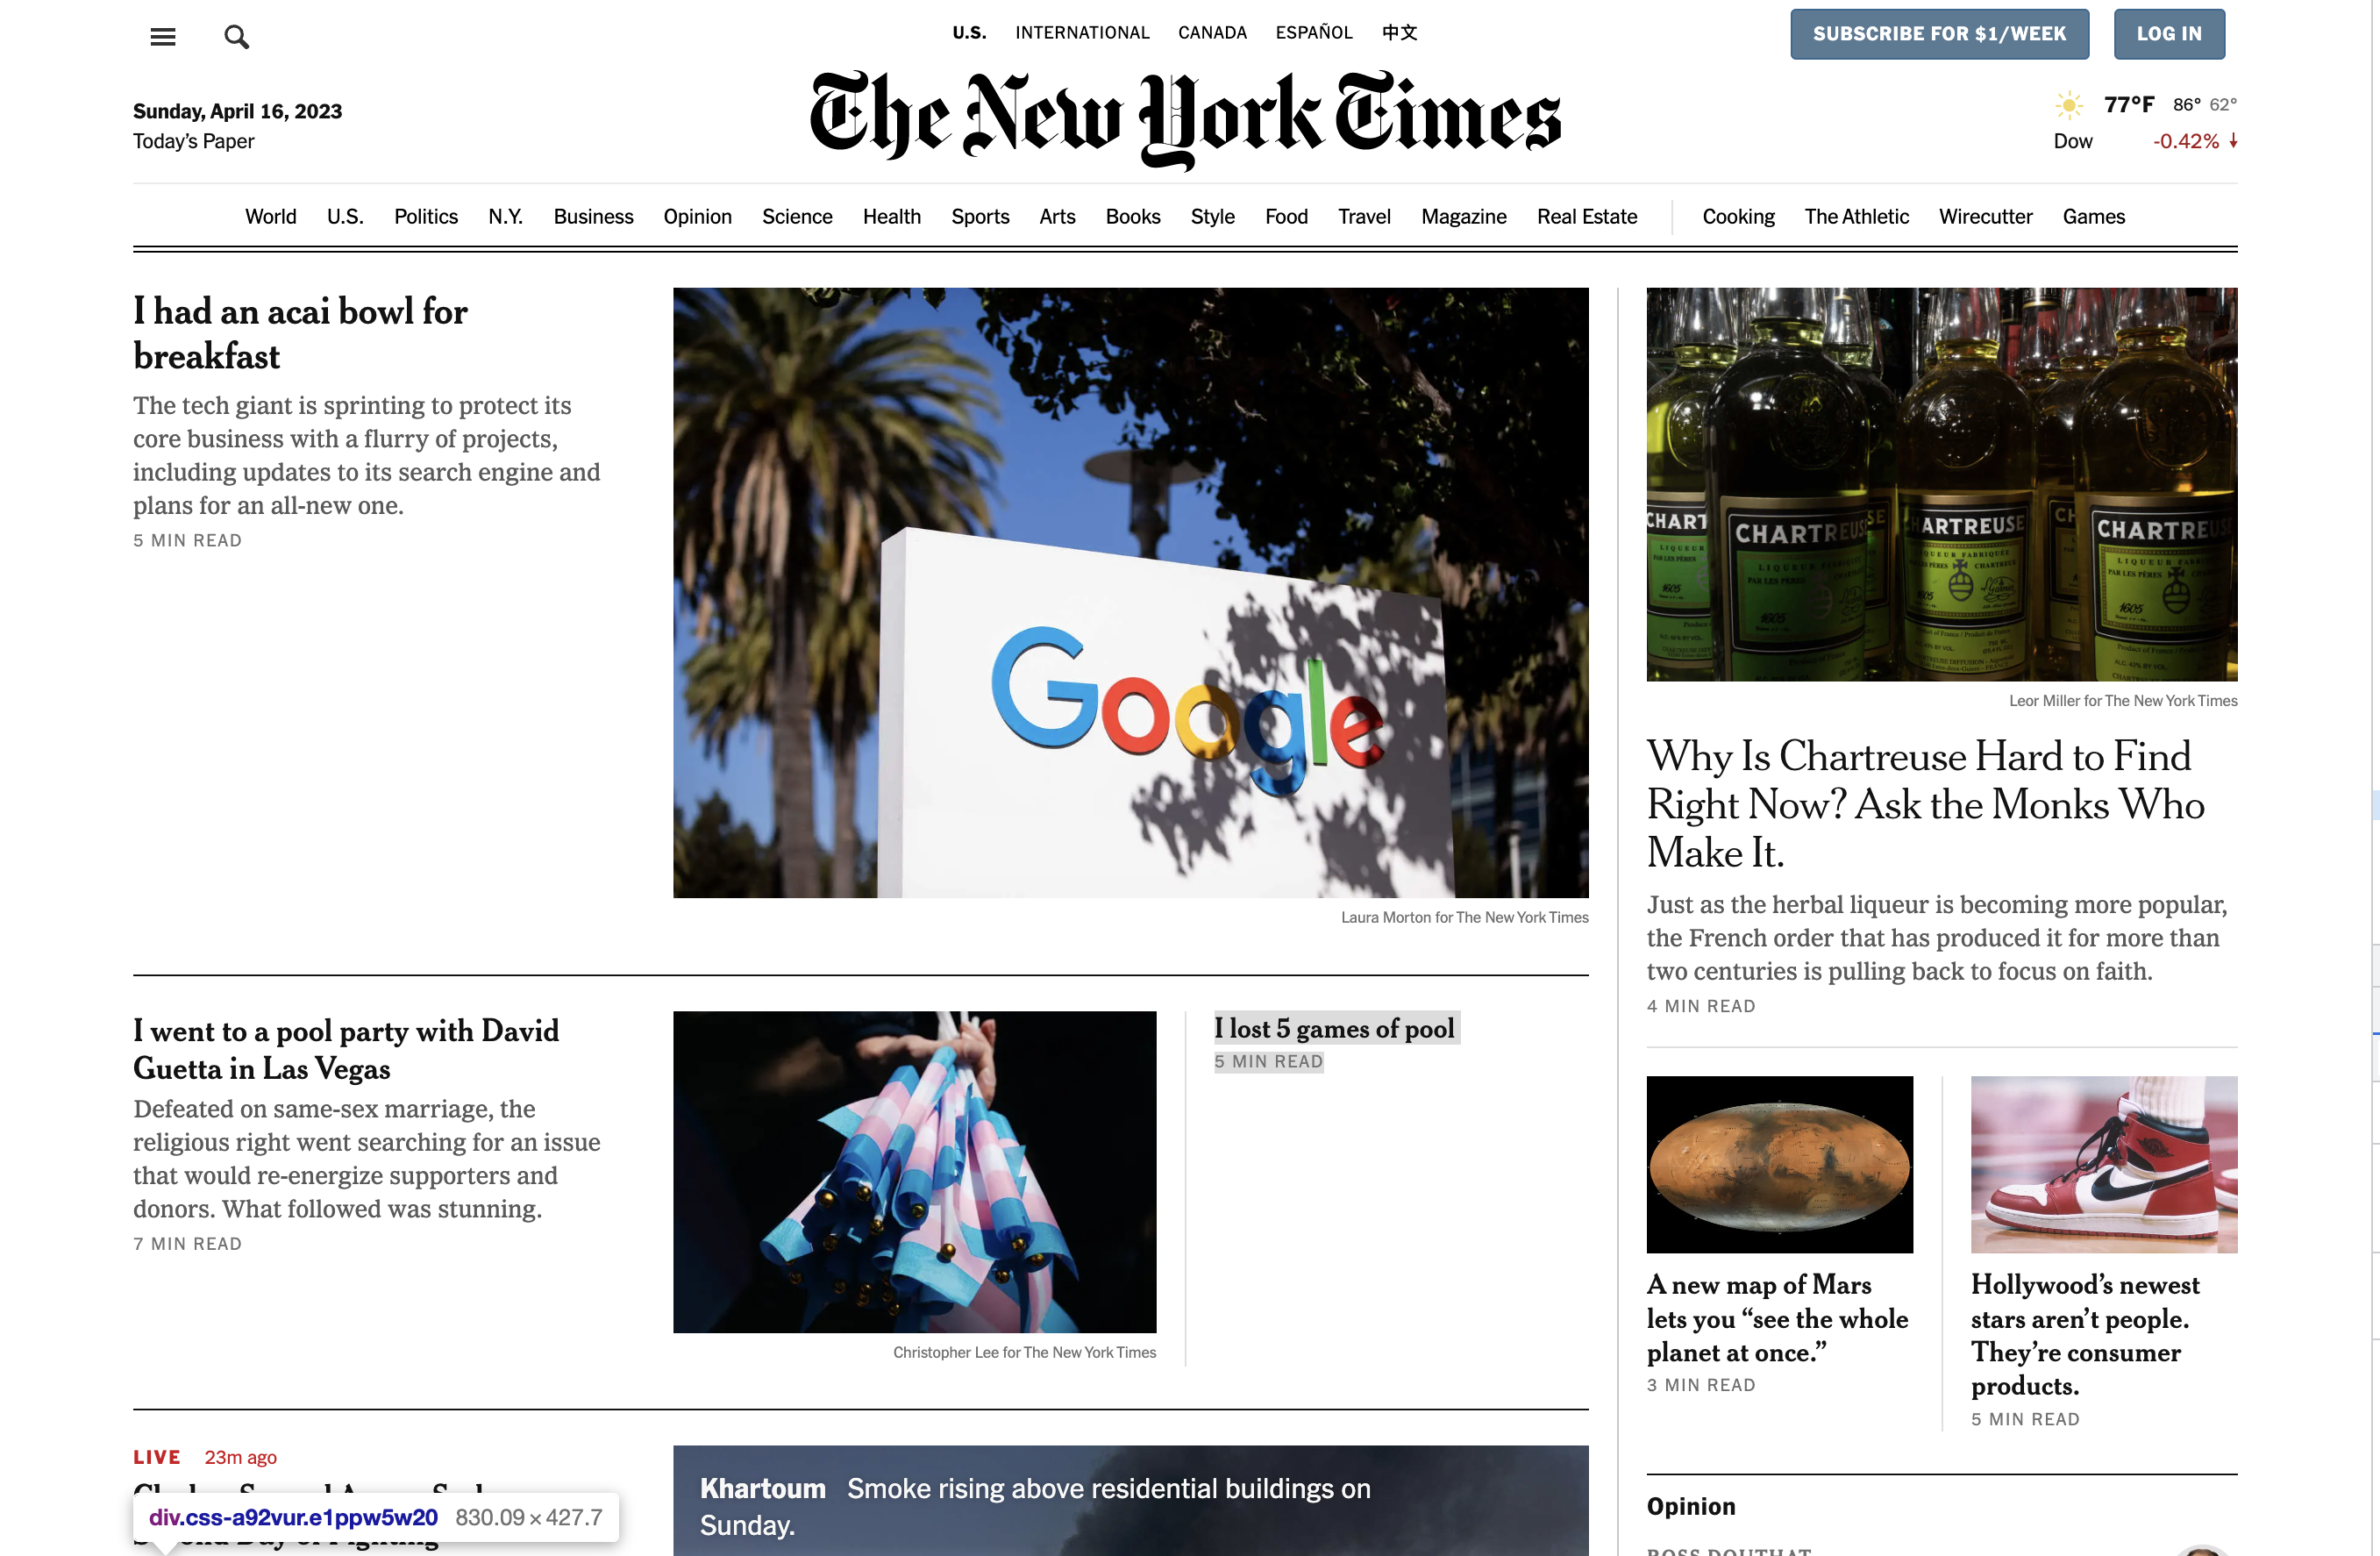 U.S. INTERNATIONAL CANADA ESPAÑOL 中文
SUBSCRIBE FOR $1/WEEK
LOG IN
Sunday, April 16, 2023
Today's Paper
The New York Times
77°F 86° 62°
Dow -0.42% ↓
World U.S. Politics N.Y. Business Opinion Science Health Sports Arts Books Style Food Travel Magazine Real Estate Cooking The Athletic Wirecutter Games
I had an acai bowl for
breakfast
The tech giant is sprinting to protect its
core business with a flurry of projects,
including updates to its search engine and
plans for an all-new one.
5 MIN READ
Google
Laura Morton for The New York Times
I went to a pool party with David
Guetta in Las Vegas
Defeated on same-sex marriage, the
religious right went searching for an issue
that would re-energize supporters and
donors. What followed was stunning.
7 MIN READ
Christopher Lee for The New York Times
I lost 5 games of pool
5 MIN READ
LIVE 23m ago
div.css-a92vur.e1ppw5w20 830.09 × 427.7
Day of Fighting
Khartoum Smoke rising above residential buildings on
Sunday.
CHARTREUSE
CHARTREUSE
Leor Miller for The New York Times
Why Is Chartreuse Hard to Find
Right Now? Ask the Monks Who
Make It.
Just as the herbal liqueur is becoming more popular,
the French order that has produced it for more than
two centuries is pulling back to focus on faith.
4 MIN READ
A new map of Mars
lets you “see the whole
planet at once.”
3 MIN READ
Hollywood’s newest
stars aren’t people.
They’re consumer
products.
5 MIN READ
Opinion
ROSS DOUTHAT